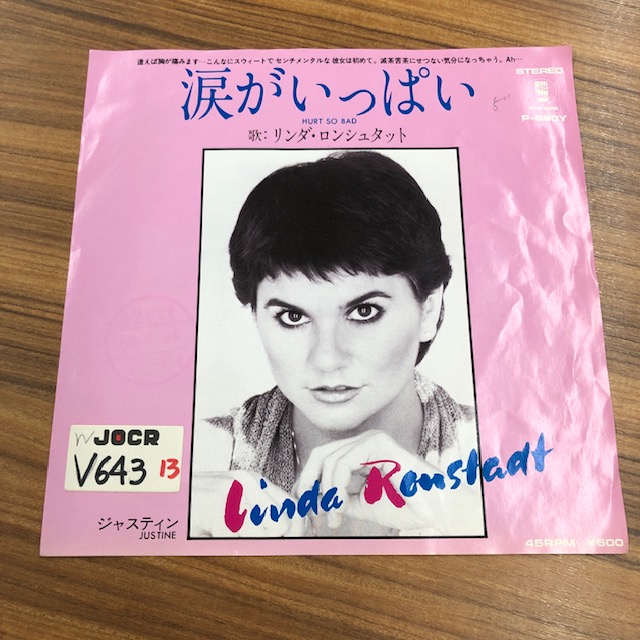 逢えば胸が痛みます…こんなにスウィートで センチメンタルな 彼女は初めて。滅茶苦茶にせつない気分になっちゃう。Ah…
涙がいっぱい
HURT SO BAD
歌：リンダ・ロンシュタット
STEREO
Linda Ronstadt
JOCR
V643 13
ジャスティン
JUSTINE
45RPM ¥600